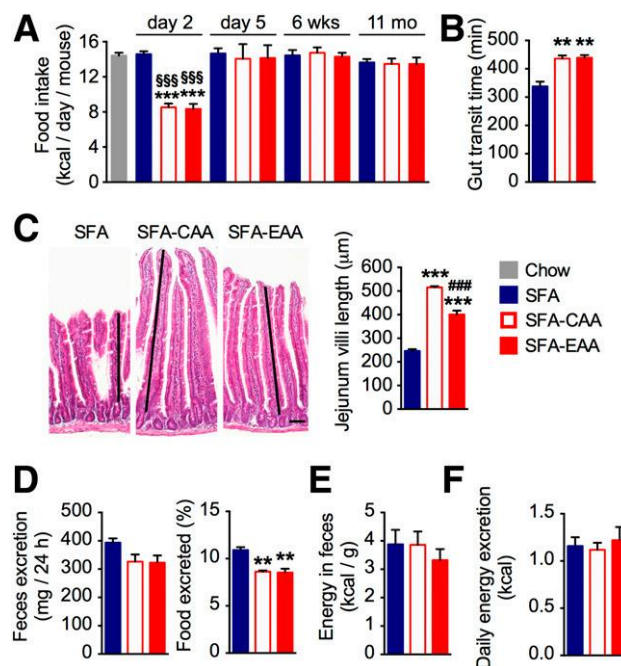 A
day 2 day 5 6 wks 11 mo
Food intake
(kcal / day / mouse)
16
12
8
4
0
§§§ §§§
*** ***
B
Gut transit time (min)
500
400
300
200
100
0
** **
C
SFA SFA-CAA SFA-EAA
Jejunum villi length (µm)
600
500
400
300
200
100
0
***
###
***
Chow
SFA
SFA-CAA
SFA-EAA
D
Feces excretion
(mg / 24 h)
500
400
300
200
100
0
Food excreted (%)
15
10
5
0
** **
E
Energy in feces
(kcal / g)
6
5
4
3
2
1
0
F
Daily energy excretion
(kcal)
1.5
1.0
0.5
0.0